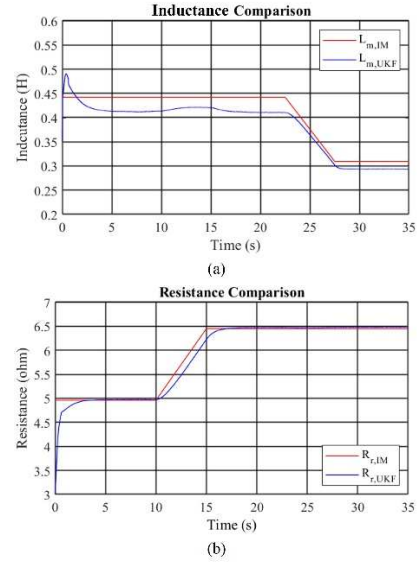 Inductance Comparison
0.6
0.55
0.5
0.45
0.4
0.35
0.3
0.25
0.2
Indcutance (H)
L_m,IM
L_m,UKF
0 5 10 15 20 25 30 35
Time (s)
(a)
Resistance Comparison
7
6.5
6
5.5
5
4.5
4
3.5
3
Resistance (ohm)
R_r,IM
R_r,UKF
0 5 10 15 20 25 30 35
Time (s)
(b)